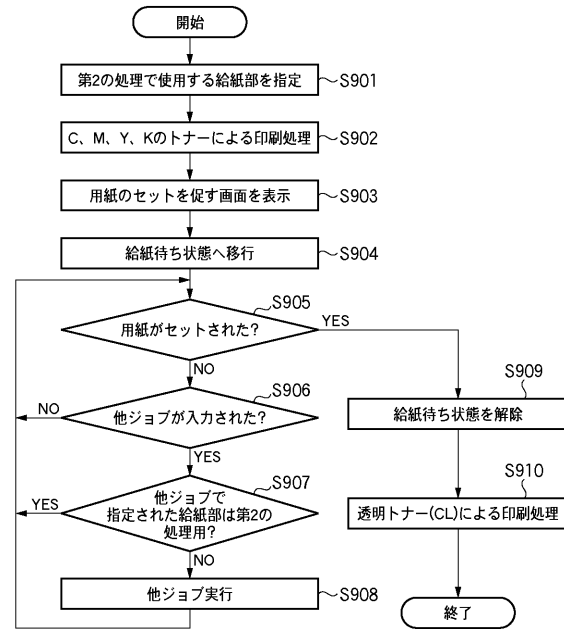 開始
第2の処理で使用する給紙部を指定
S901
C、M、Y、Kのトナーによる印刷処理
S902
用紙のセットを促す画面を表示
S903
給紙待ち状態へ移行
S904
S905
用紙がセットされた?
YES
NO
S906
他ジョブが入力された?
NO
YES
S907
他ジョブで
指定された給紙部は第2の
処理用?
YES
NO
他ジョブ実行
S908
S909
給紙待ち状態を解除
S910
透明トナー(CL)による印刷処理
終了